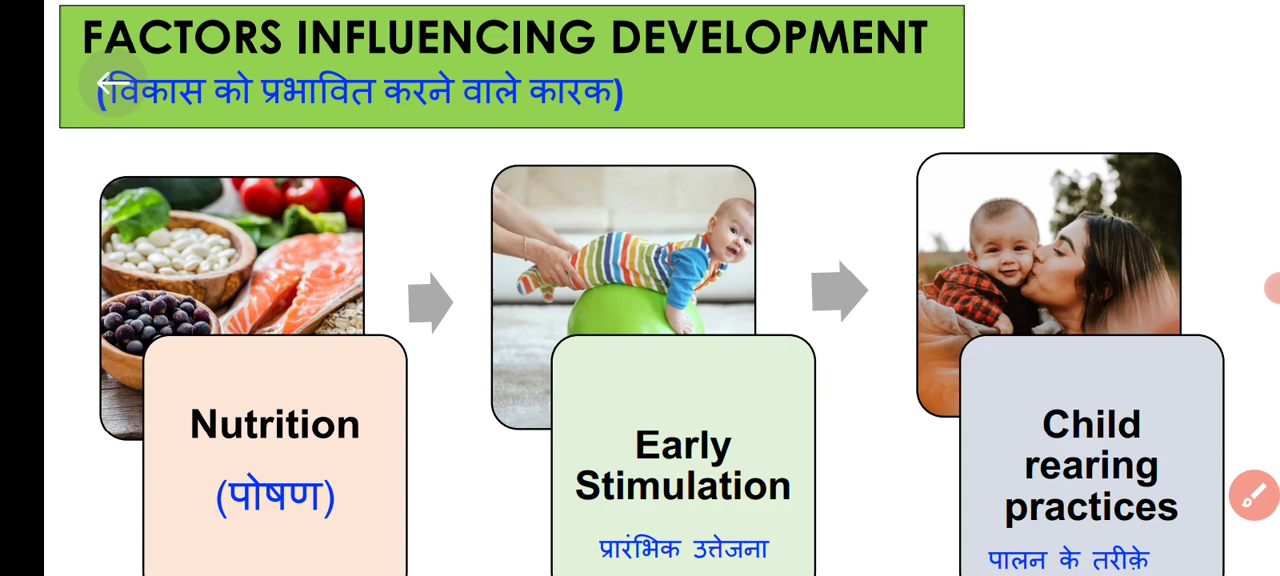 FACTORS INFLUENCING DEVELOPMENT
(विकास को प्रभावित करने वाले कारक)
Nutrition
(पोषण)
Early
Stimulation
प्रारंभिक उत्तेजना
Child
rearing
practices
पालन के तरीक़े